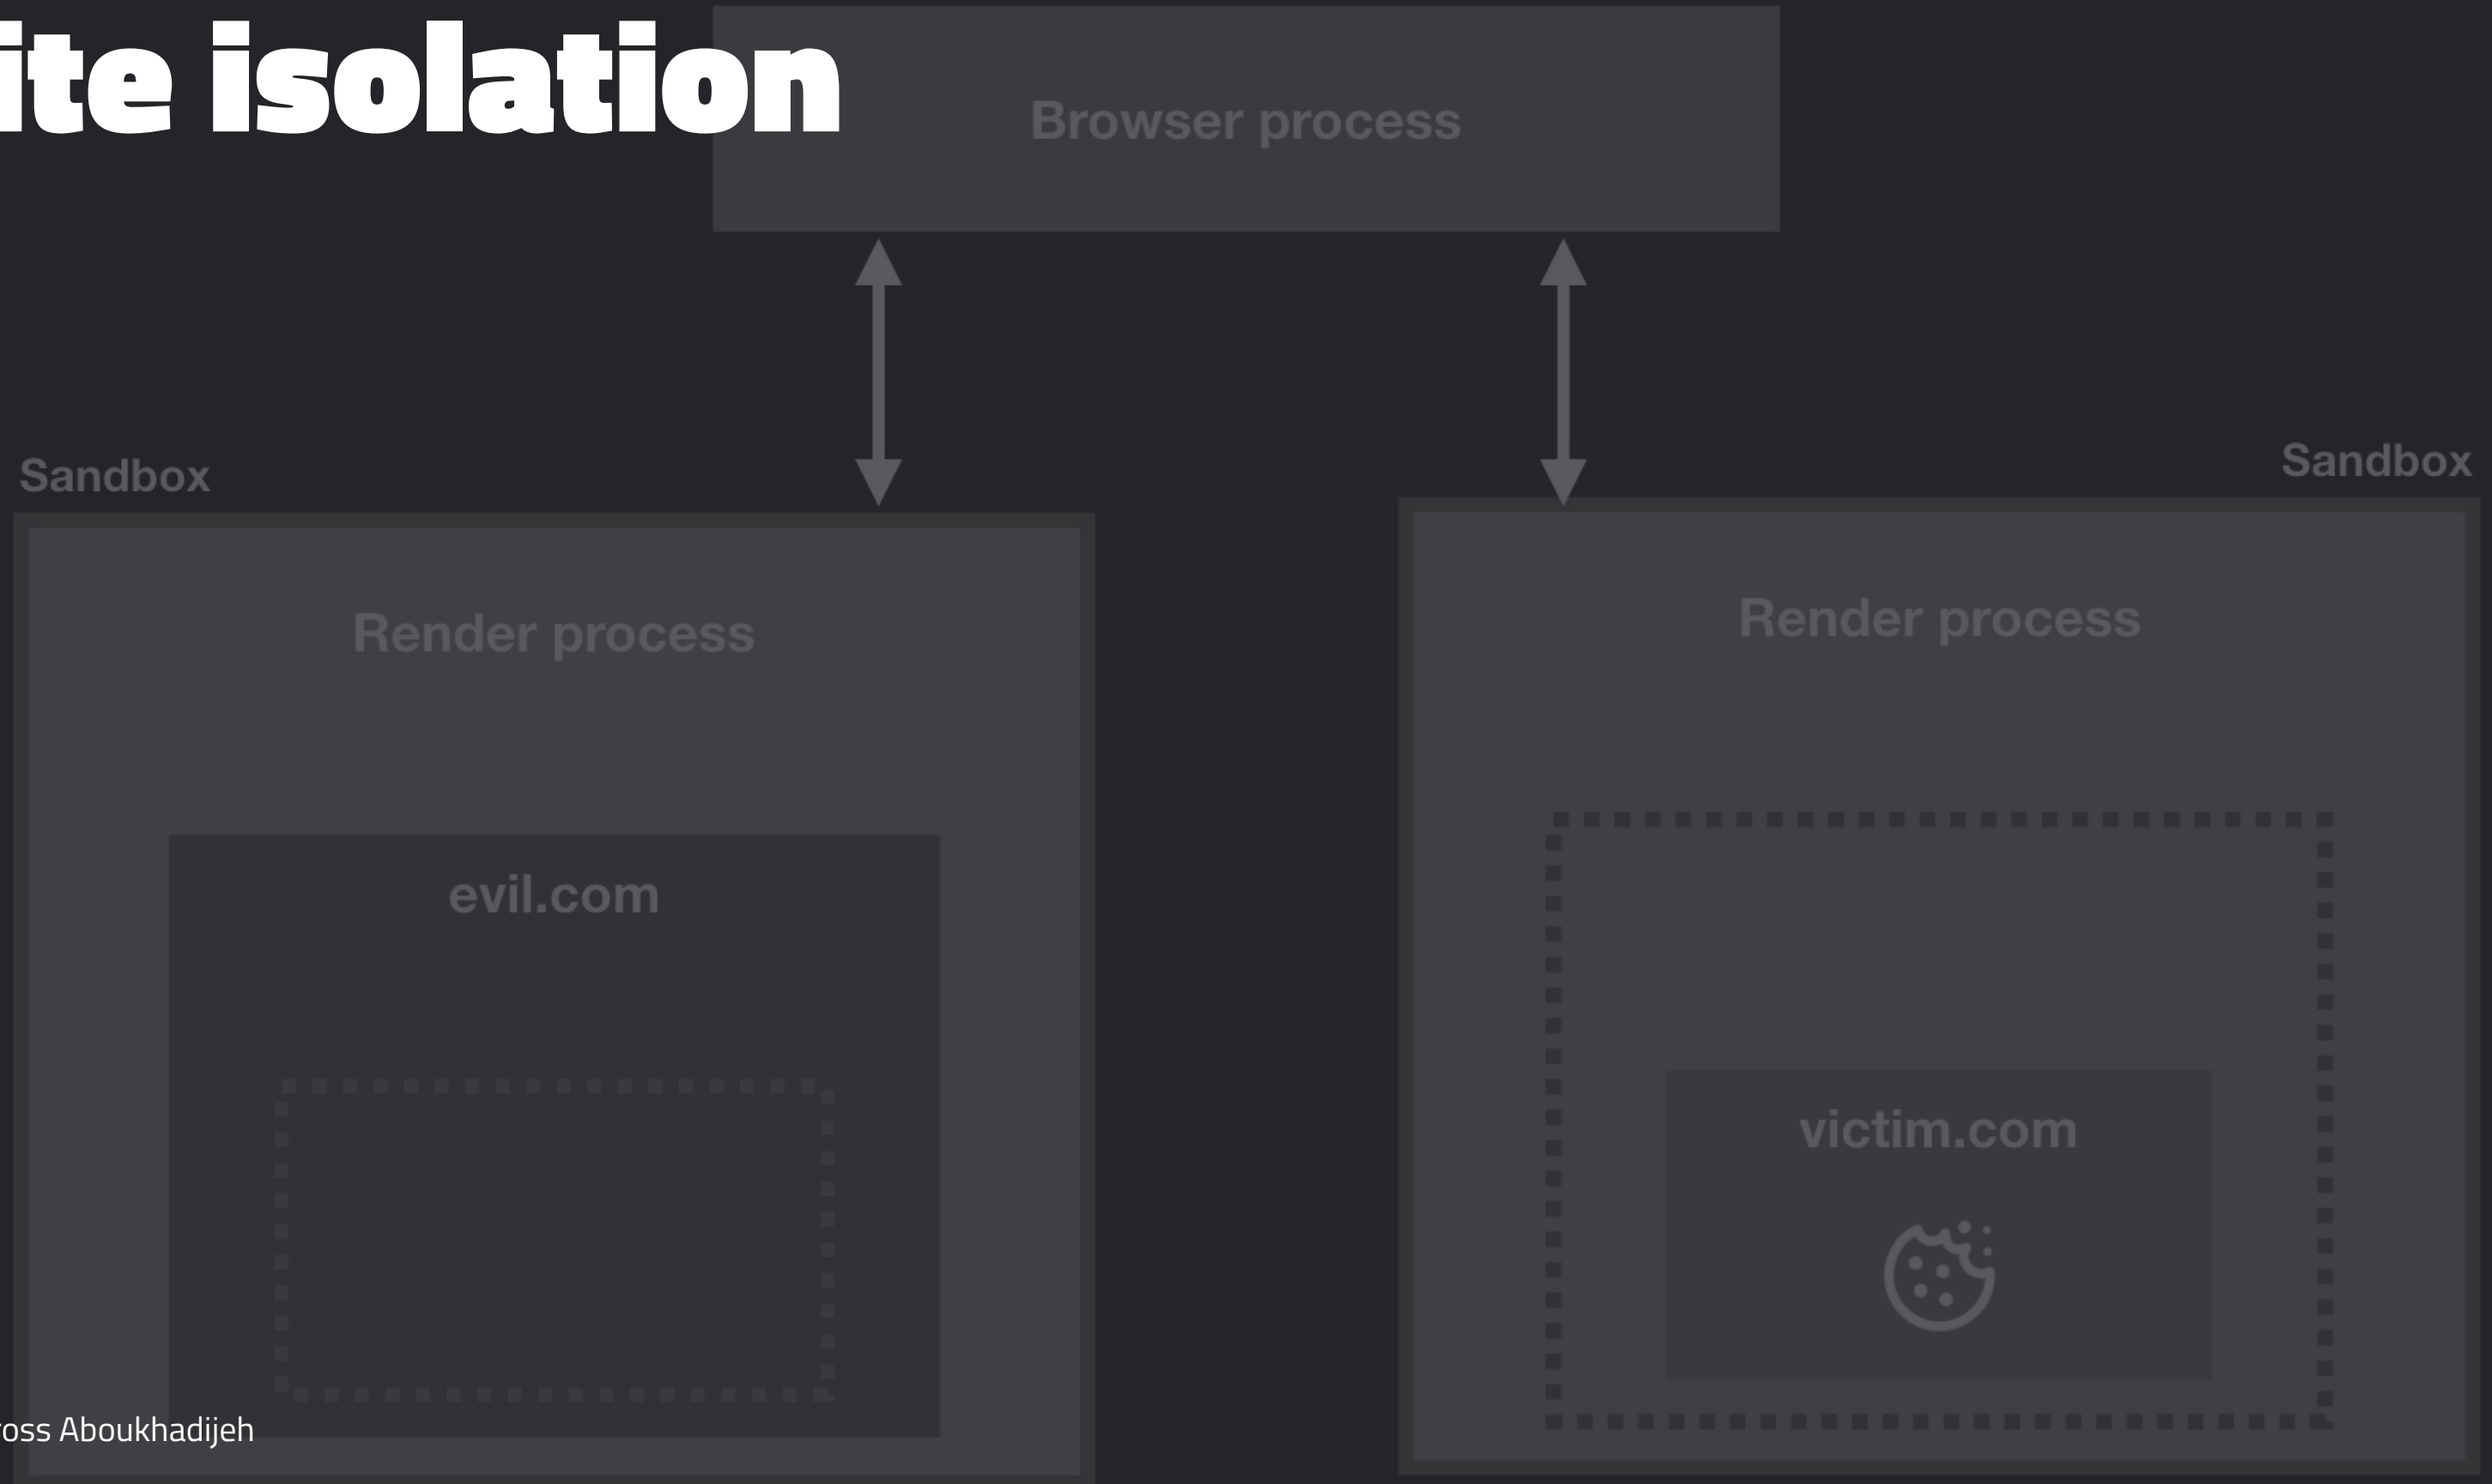 ite isolation
Browser process
Sandbox
Sandbox
Render process
Render process
evil.com
victim.com
oss Aboukhadijeh